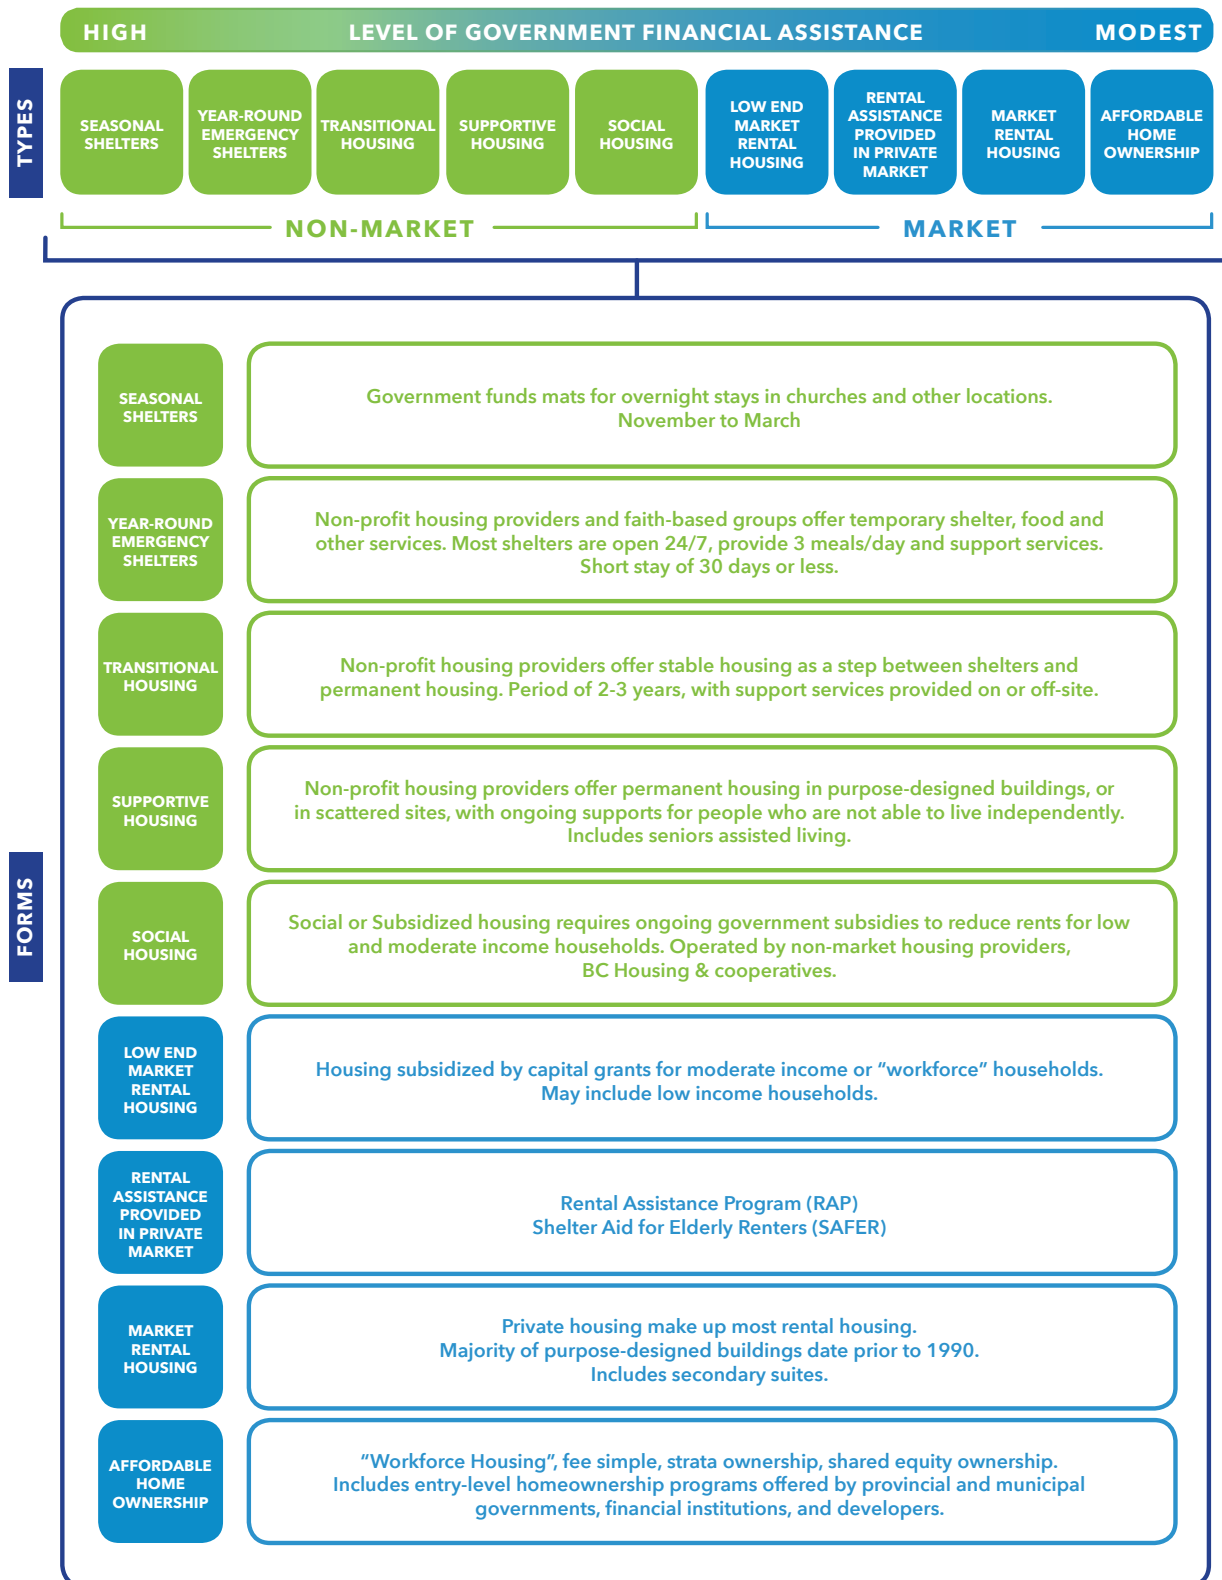 HIGH LEVEL OF GOVERNMENT FINANCIAL ASSISTANCE MODEST
TYPES
SEASONAL
SHELTERS
YEAR-ROUND
EMERGENCY
SHELTERS
TRANSITIONAL
HOUSING
SUPPORTIVE
HOUSING
SOCIAL
HOUSING
LOW END
MARKET
RENTAL
HOUSING
RENTAL
ASSISTANCE
PROVIDED
IN PRIVATE
MARKET
MARKET
RENTAL
HOUSING
AFFORDABLE
HOME
OWNERSHIP
NON-MARKET
MARKET
FORMS
SEASONAL
SHELTERS
Government funds mats for overnight stays in churches and other locations.
November to March
YEAR-ROUND
EMERGENCY
SHELTERS
Non-profit housing providers and faith-based groups offer temporary shelter, food and
other services. Most shelters are open 24/7, provide 3 meals/day and support services.
Short stay of 30 days or less.
TRANSITIONAL
HOUSING
Non-profit housing providers offer stable housing as a step between shelters and
permanent housing. Period of 2-3 years, with support services provided on or off-site.
SUPPORTIVE
HOUSING
Non-profit housing providers offer permanent housing in purpose-designed buildings, or
in scattered sites, with ongoing supports for people who are not able to live independently.
Includes seniors assisted living.
SOCIAL
HOUSING
Social or Subsidized housing requires ongoing government subsidies to reduce rents for low
and moderate income households. Operated by non-market housing providers,
BC Housing & cooperatives.
LOW END
MARKET
RENTAL
HOUSING
Housing subsidized by capital grants for moderate income or “workforce” households.
May include low income households.
RENTAL
ASSISTANCE
PROVIDED
IN PRIVATE
MARKET
Rental Assistance Program (RAP)
Shelter Aid for Elderly Renters (SAFER)
MARKET
RENTAL
HOUSING
Private housing make up most rental housing.
Majority of purpose-designed buildings date prior to 1990.
Includes secondary suites.
AFFORDABLE
HOME
OWNERSHIP
“Workforce Housing”, fee simple, strata ownership, shared equity ownership.
Includes entry-level homeownership programs offered by provincial and municipal
governments, financial institutions, and developers.